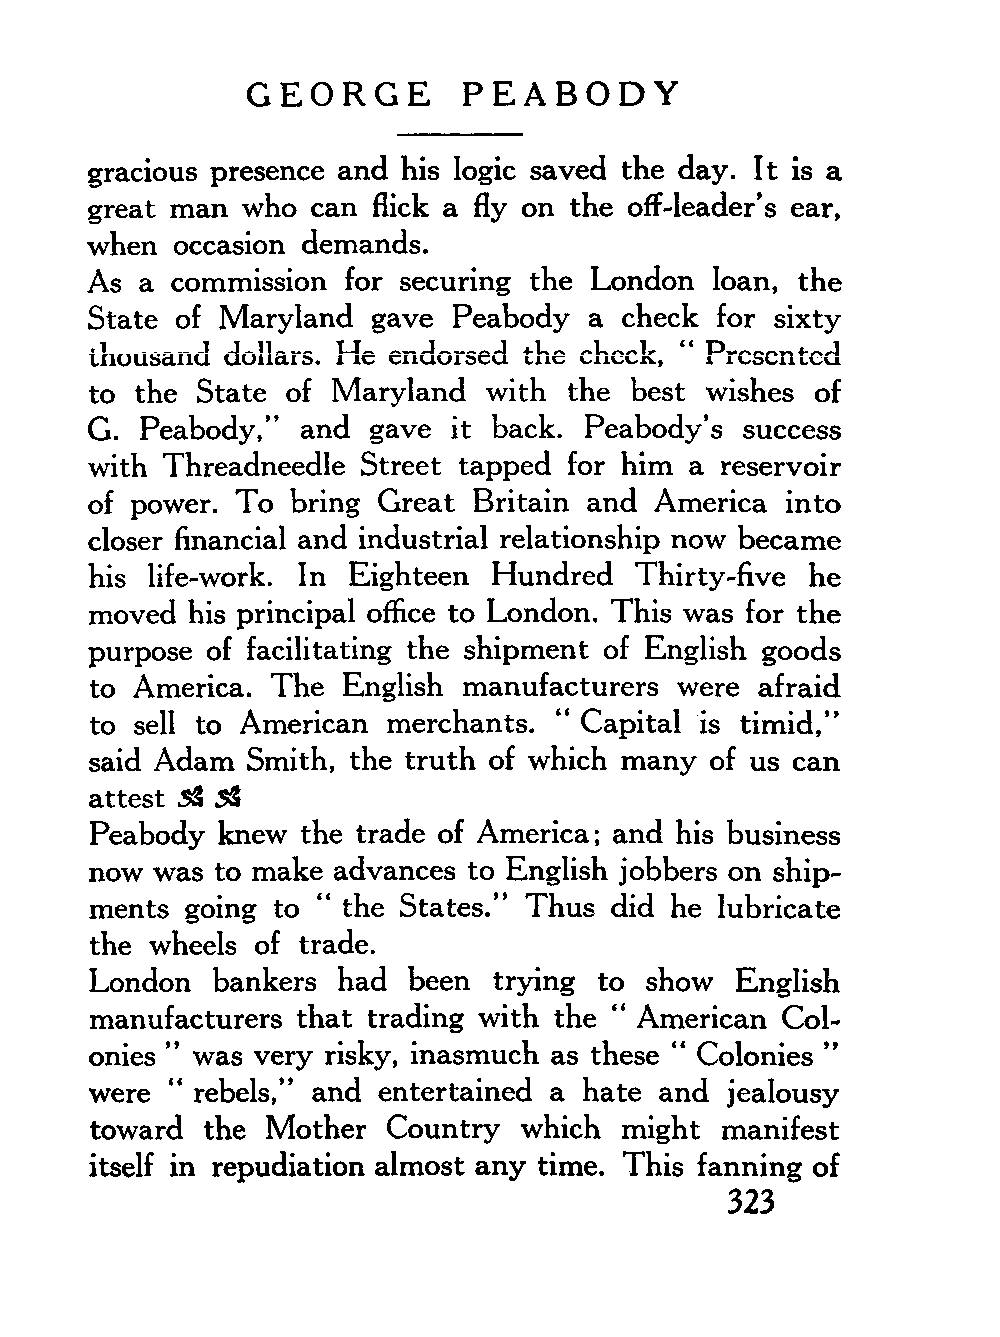 GEORGE PEABODY
gracious presence and his logic saved the day. It is a
great man who can flick a fly on the off-leader's ear,
when occasion demands.
As a commission for securing the London loan, the
State of Maryland gave Peabody a check for sixty
thousand dollars. He endorsed the check, “ Presented
to the State of Maryland with the best wishes of
G. Peabody,” and gave it back. Peabody's success
with Threadneedle Street tapped for him a reservoir
of power. To bring Great Britain and America into
closer financial and industrial relationship now became
his life-work. In Eighteen Hundred Thirty-five he
moved his principal office to London. This was for the
purpose of facilitating the shipment of English goods
to America. The English manufacturers were afraid
to sell to American merchants. “ Capital is timid,”
said Adam Smith, the truth of which many of us can
attest
Peabody knew the trade of America; and his business
now was to make advances to English jobbers on ship-
ments going to “ the States.” Thus did he lubricate
the wheels of trade.
London bankers had been trying to show English
manufacturers that trading with the “ American Col-
onies ” was very risky, inasmuch as these “ Colonies ”
were “ rebels,” and entertained a hate and jealousy
toward the Mother Country which might manifest
itself in repudiation almost any time. This fanning of
323